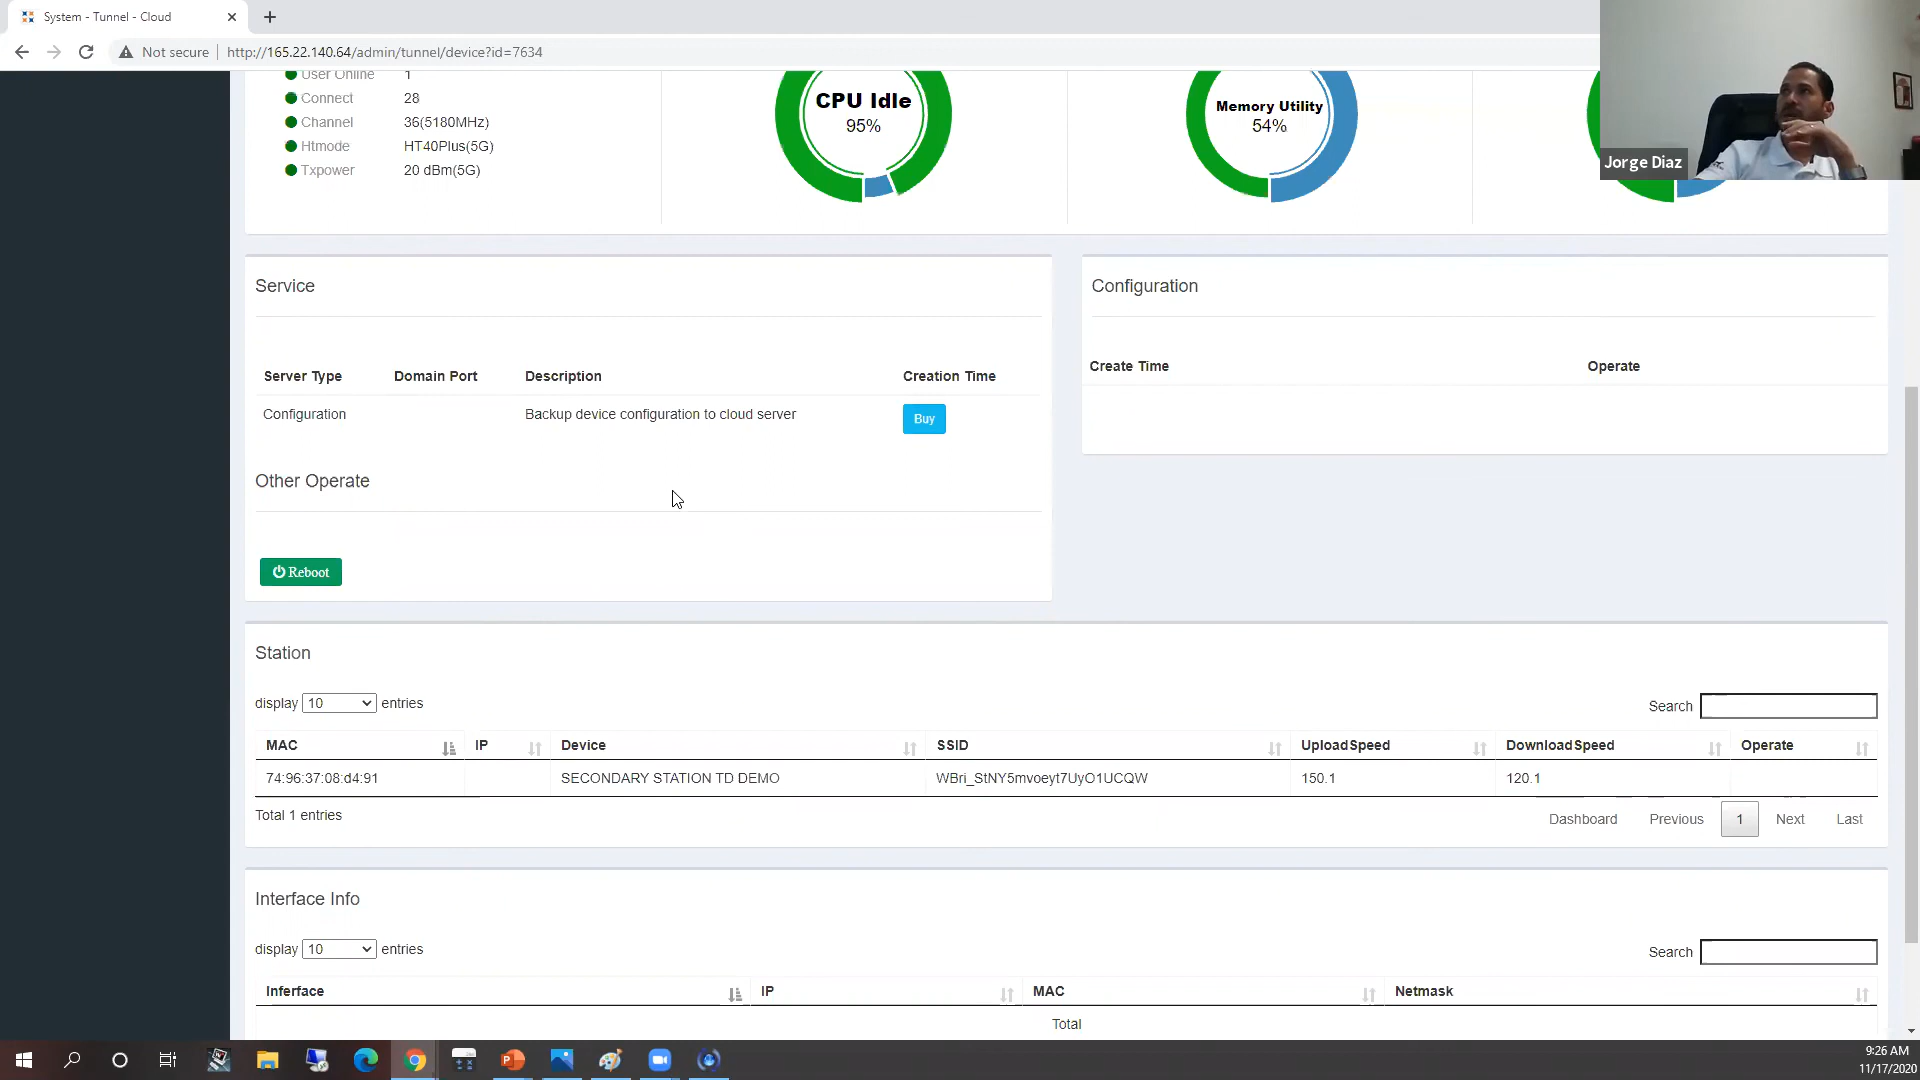 System - Tunnel - Cloud
Not secure
http://165.22.140.64/admin/tunnel/device?id=7634
User Online 1
Connect 28
Channel 36(5180MHz)
Htmode HT40Plus(5G)
Txpower 20 dBm(5G)
CPU Idle
95%
Memory Utility
54%
Jorge Diaz
Service
Server Type Domain Port Description Creation Time
Configuration Backup device configuration to cloud server Buy
Other Operate
Reboot
Configuration
Create Time Operate
Station
display 10 entries
Search
MAC IP Device SSID UploadSpeed DownloadSpeed Operate
74:96:37:08:d4:91 SECONDARY STATION TD DEMO WBri_StNY5mvoeyt7UyO1UCQW 150.1 120.1
Total 1 entries
Dashboard Previous 1 Next Last
Interface Info
display 10 entries
Search
Inferface IP MAC Netmask
Total
9:26 AM
11/17/2020